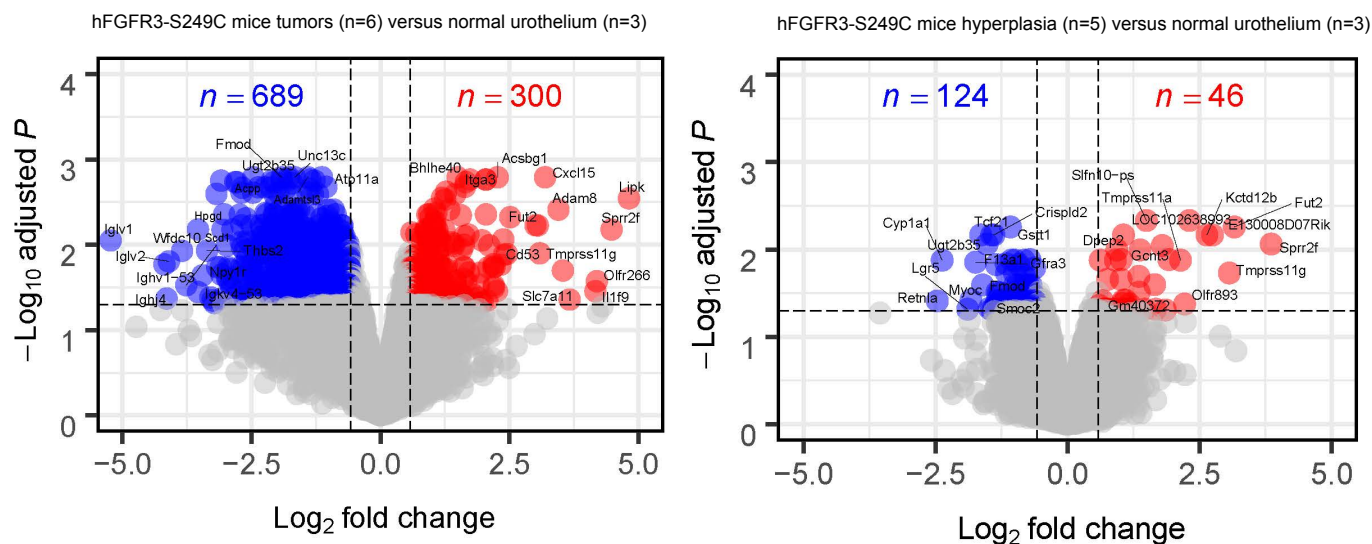 hFGFR3-S249C mice tumors (n=6) versus normal urothelium (n=3)
n = 689
n = 300
Fmod
Unc13c
Ugt2b35
Acpp
Atp11a
Adamtsl3
Bhlhe40
Acsbg1
Itga3
Cxcl15
Lipk
Adam8
Hpgd
Fut2
Sprr2f
Iglv1
Wfdc10
Scd1
Thbs2
Iglv2
Cd53
Tmprss11g
Npy1r
Ighv1-53
Olfr266
Igkv4-53
Ighj4
Slc7a11
Il1f9
4
3
2
1
0
−Log10 adjusted P
−5.0 −2.5 0.0 2.5 5.0
Log2 fold change
hFGFR3-S249C mice hyperplasia (n=5) versus normal urothelium (n=3)
n = 124
n = 46
Slfn10-ps
Tmprss11a
Kctd12b
Crispld2
LOC102638993
Fut2
Cyp1a1
Tcf21
E130008D07Rik
Gstt1
Ugt2b35
Dpep2
Sprr2f
F13a1
Gcnt3
Lgr5
Gfra3
Tmprss11g
Retnla
Myoc
Fmod
Olfr893
Smoc2
Gm40372
4
3
2
1
0
−Log10 adjusted P
−5.0 −2.5 0.0 2.5 5.0
Log2 fold change